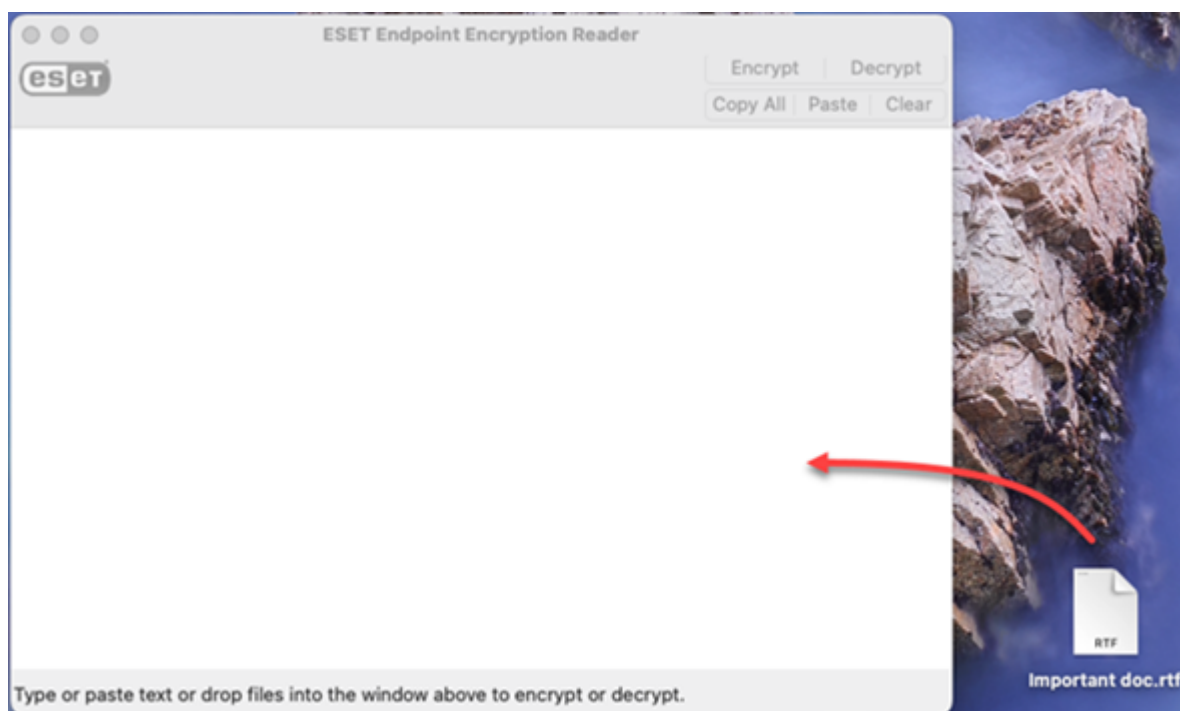 ESET Endpoint Encryption Reader
eset
Encrypt Decrypt
Copy All Paste Clear
RTF
Important doc.rtf
Type or paste text or drop files into the window above to encrypt or decrypt.